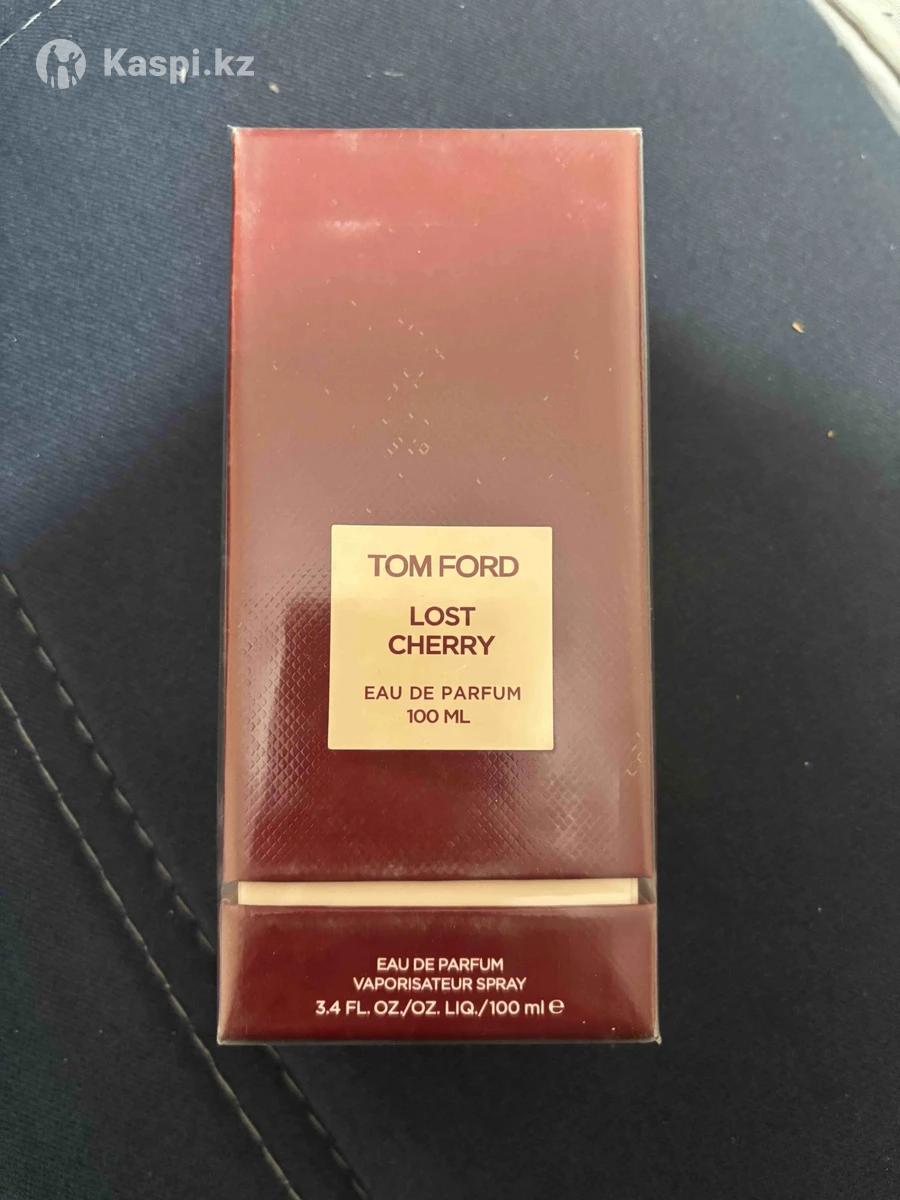 Kaspi.kz
TOM FORD
LOST
CHERRY
EAU DE PARFUM
100 ML
EAU DE PARFUM
VAPORISATEUR SPRAY
3.4 FL. OZ./OZ. LIQ./100 ml ℮